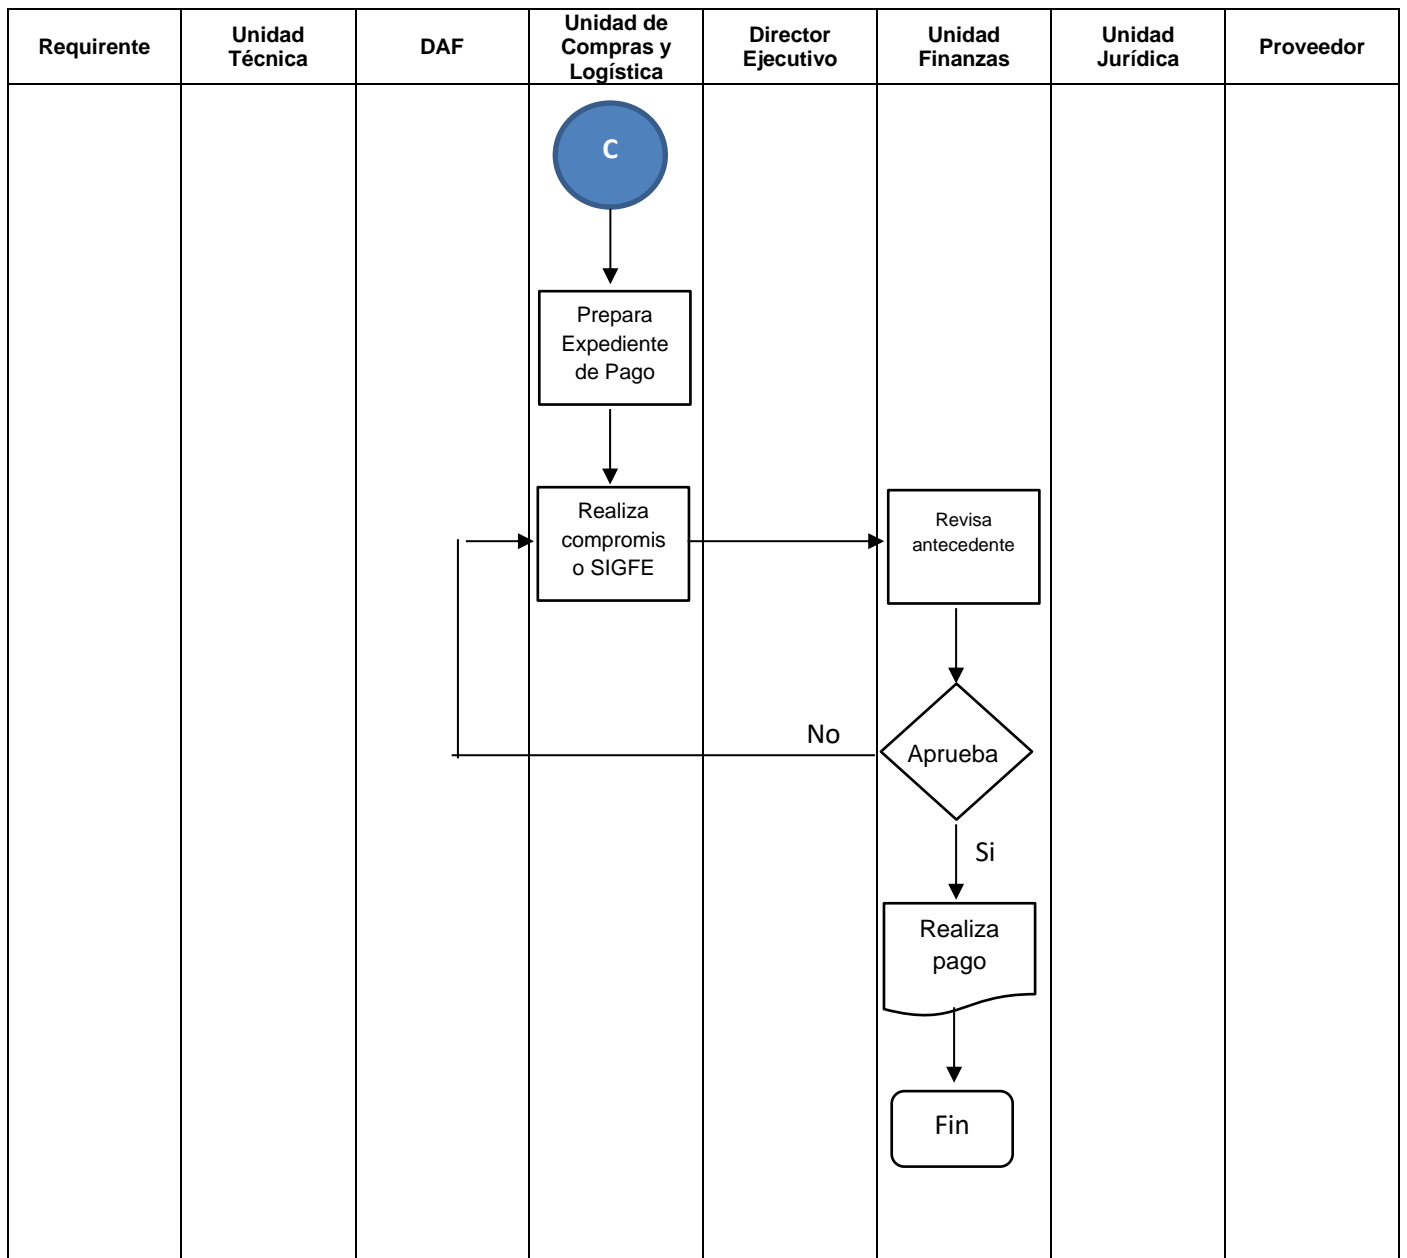 Requirente
Unidad
Técnica
DAF
Unidad de
Compras y
Logística
Director
Ejecutivo
Unidad
Finanzas
Unidad
Jurídica
Proveedor
C
Prepara
Expediente
de Pago
Realiza
compromis
o SIGFE
Revisa
antecedente
No
Aprueba
Si
Realiza
pago
Fin